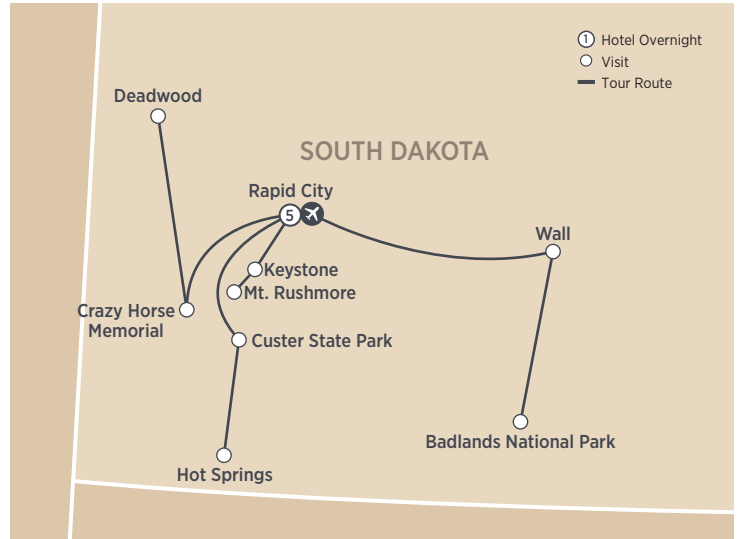 1 Hotel Overnight
Visit
Tour Route
Deadwood
SOUTH DAKOTA
Rapid City
5
Wall
Keystone
Mt. Rushmore
Crazy Horse
Memorial
Custer State Park
Badlands National Park
Hot Springs